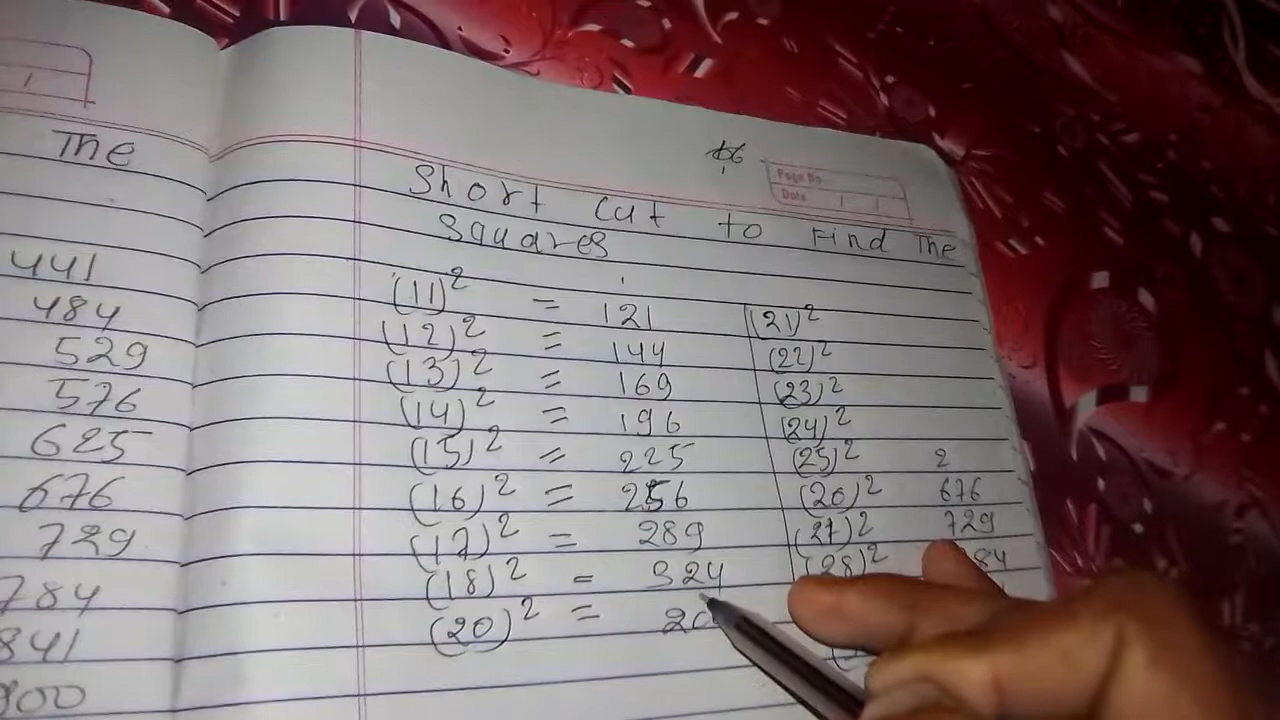 The
441
484
529
576
625
676
729
784
841
900
Page No.
Date
Short Cut to Find The
Squares
(11)² = 121 (21)²
(12)² = 144 (22)²
(13)² = 169 (23)²
(14)² = 196 (24)²
(15)² = 225 (25)² 2
(16)² = 256 (26)² 676
(17)² = 289 (27)² 729
(18)² = 324 (28)² 84
(20)² = 20